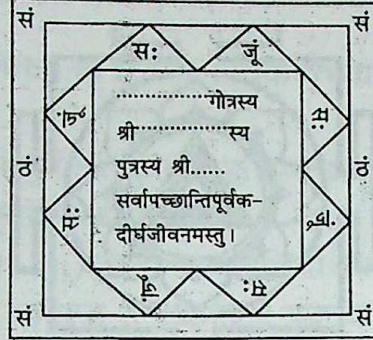 सं सं
सः जूं
जूं सः
..................गोत्रस्य
श्री..................स्य
पुत्रस्य श्री......
सर्वापच्छान्तिपूर्वक-
दीर्घजीवनमस्तु।
ठं ठं
सः जूं
जूं सः
सं सं